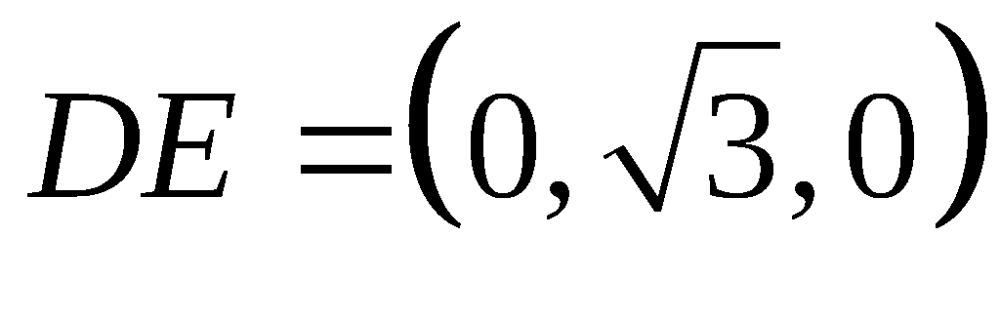 DE = (0, √3, 0)